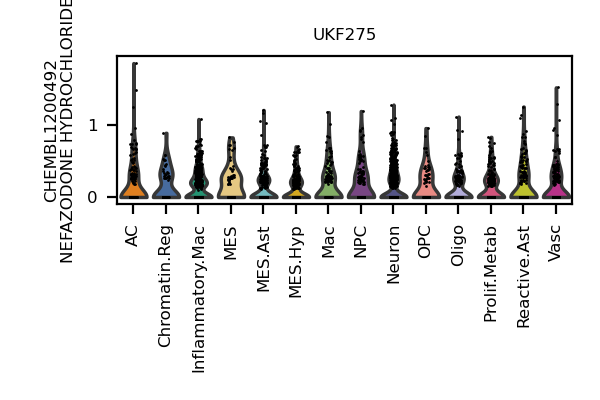 UKF275
CHEMBL1200492
NEFAZODONE HYDROCHLORIDE
1
0
AC
Chromatin.Reg
Inflammatory.Mac
MES
MES.Ast
MES.Hyp
Mac
NPC
Neuron
OPC
Oligo
Prolif.Metab
Reactive.Ast
Vasc